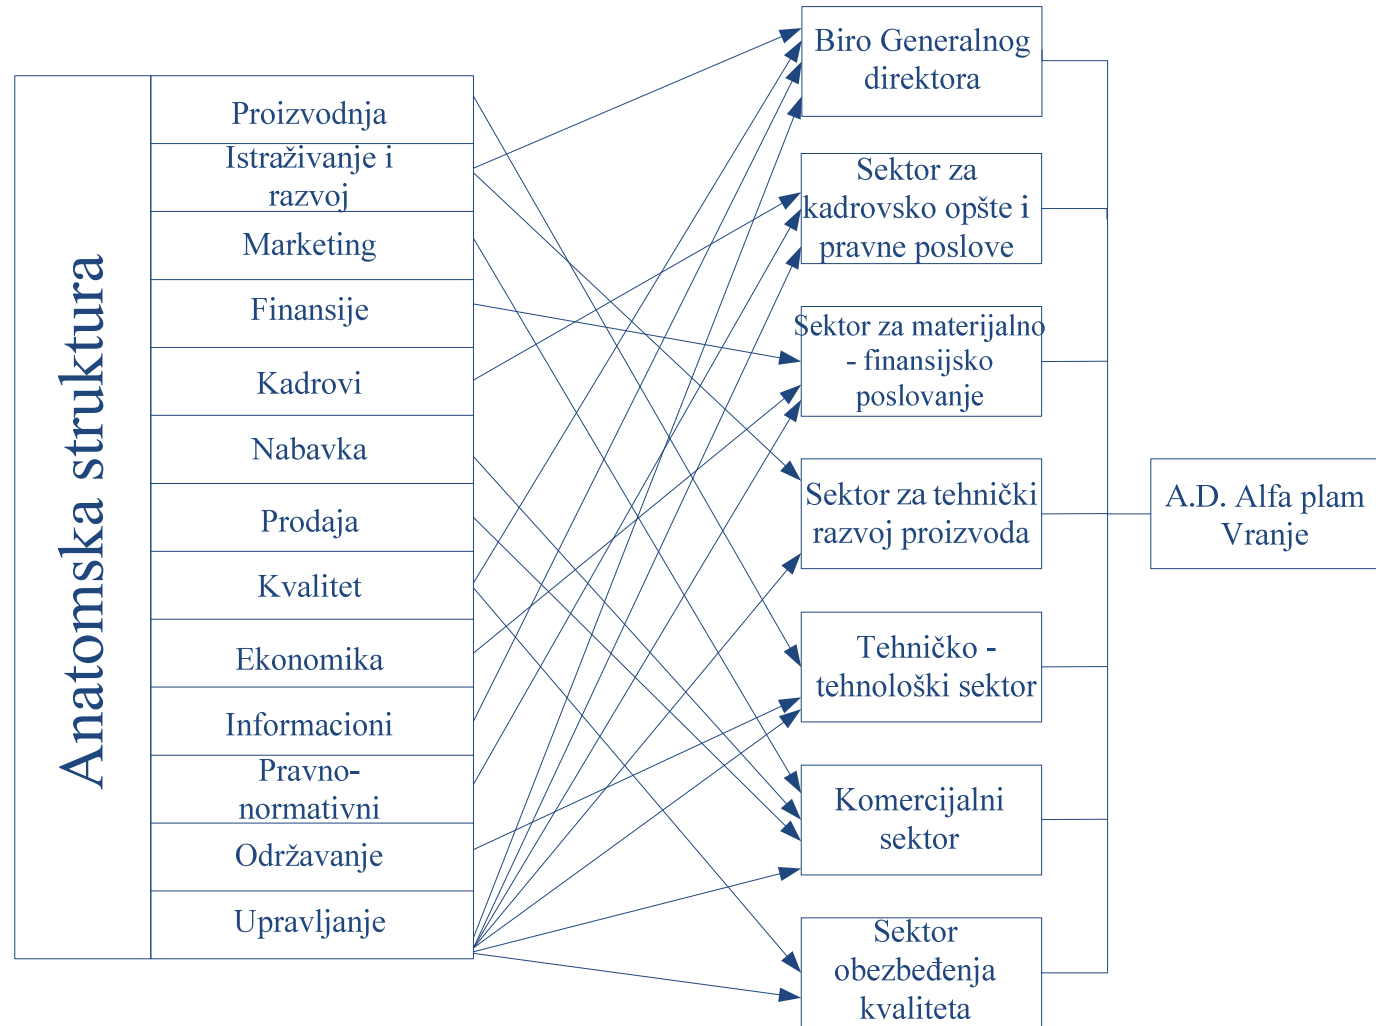 Anatomska struktura
Proizvodnja
Istraživanje i
razvoj
Marketing
Finansije
Kadrovi
Nabavka
Prodaja
Kvalitet
Ekonomika
Informacioni
Pravno-
normativni
Održavanje
Upravljanje
Biro Generalnog
direktora
Sektor za
kadrovsko opšte i
pravne poslove
Sektor za materijalno
- finansijsko
poslovanje
Sektor za tehnički
razvoj proizvoda
Tehničko -
tehnološki sektor
Komercijalni
sektor
Sektor
obezbeđenja
kvaliteta
A.D. Alfa plam
Vranje